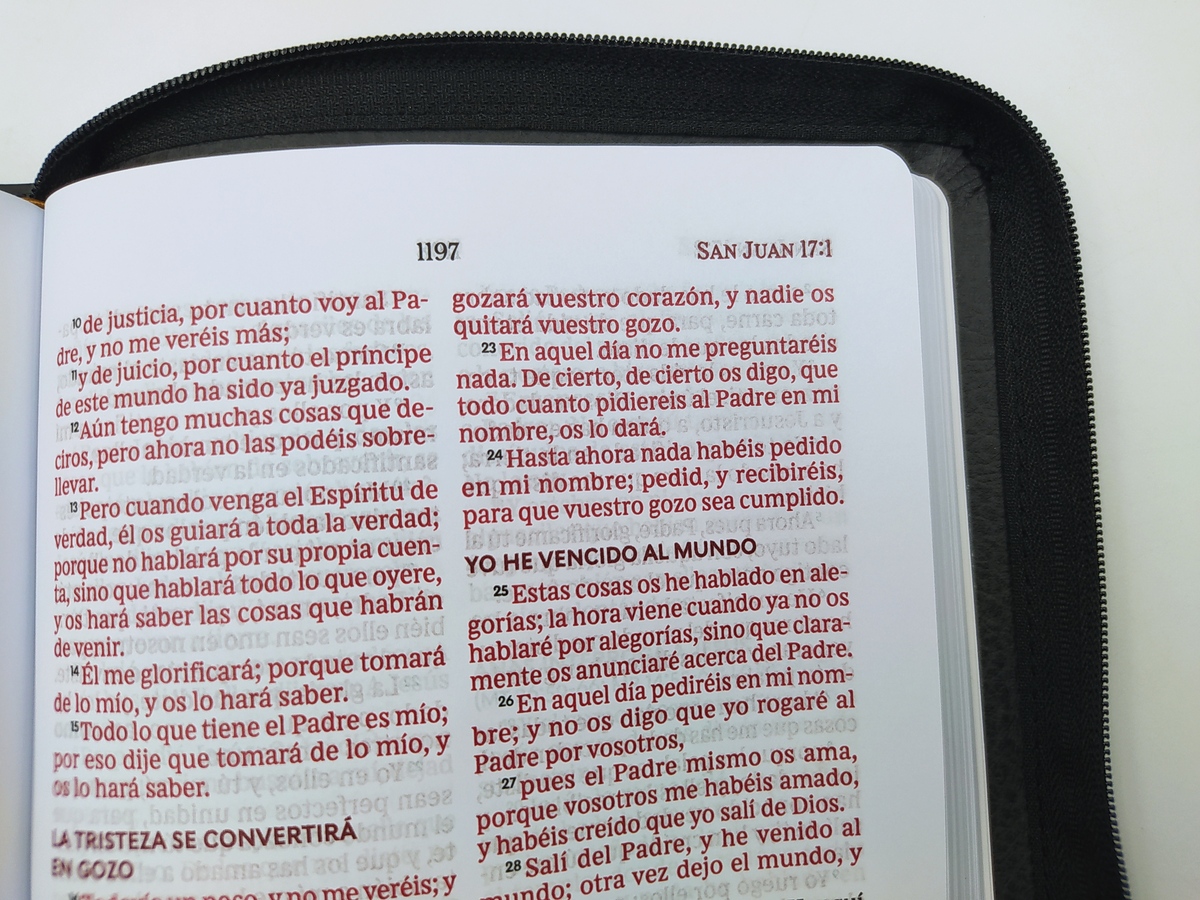 1197
SAN JUAN 17:1
10 de justicia, por cuanto voy al Pa-
dre, y no me veréis más;
11 y de juicio, por cuanto el príncipe
de este mundo ha sido ya juzgado.
12 Aún tengo muchas cosas que de-
ciros, pero ahora no las podéis sobre-
llevar.
13 Pero cuando venga el Espíritu de
verdad, él os guiará a toda la verdad;
porque no hablará por su propia cuen-
ta, sino que hablará todo lo que oyere,
y os hará saber las cosas que habrán
de venir.
14 Él me glorificará; porque tomará
de lo mío, y os lo hará saber.
15 Todo lo que tiene el Padre es mío;
por eso dije que tomará de lo mío, y
os lo hará saber.
LA TRISTEZA SE CONVERTIRÁ
EN GOZO
y no me veréis; y
gozará vuestro corazón, y nadie os
quitará vuestro gozo.
23 En aquel día no me preguntaréis
nada. De cierto, de cierto os digo, que
todo cuanto pidiereis al Padre en mi
nombre, os lo dará.
24 Hasta ahora nada habéis pedido
en mi nombre; pedid, y recibiréis,
para que vuestro gozo sea cumplido.
YO HE VENCIDO AL MUNDO
25 Estas cosas os he hablado en ale-
gorías; la hora viene cuando ya no os
hablaré por alegorías, sino que clara-
mente os anunciaré acerca del Padre.
26 En aquel día pediréis en mi nom-
bre; y no os digo que yo rogaré al
Padre por vosotros,
27 pues el Padre mismo os ama,
porque vosotros me habéis amado,
y habéis creído que yo salí de Dios.
28 Salí del Padre, y he venido al
mundo; otra vez dejo el mundo, y